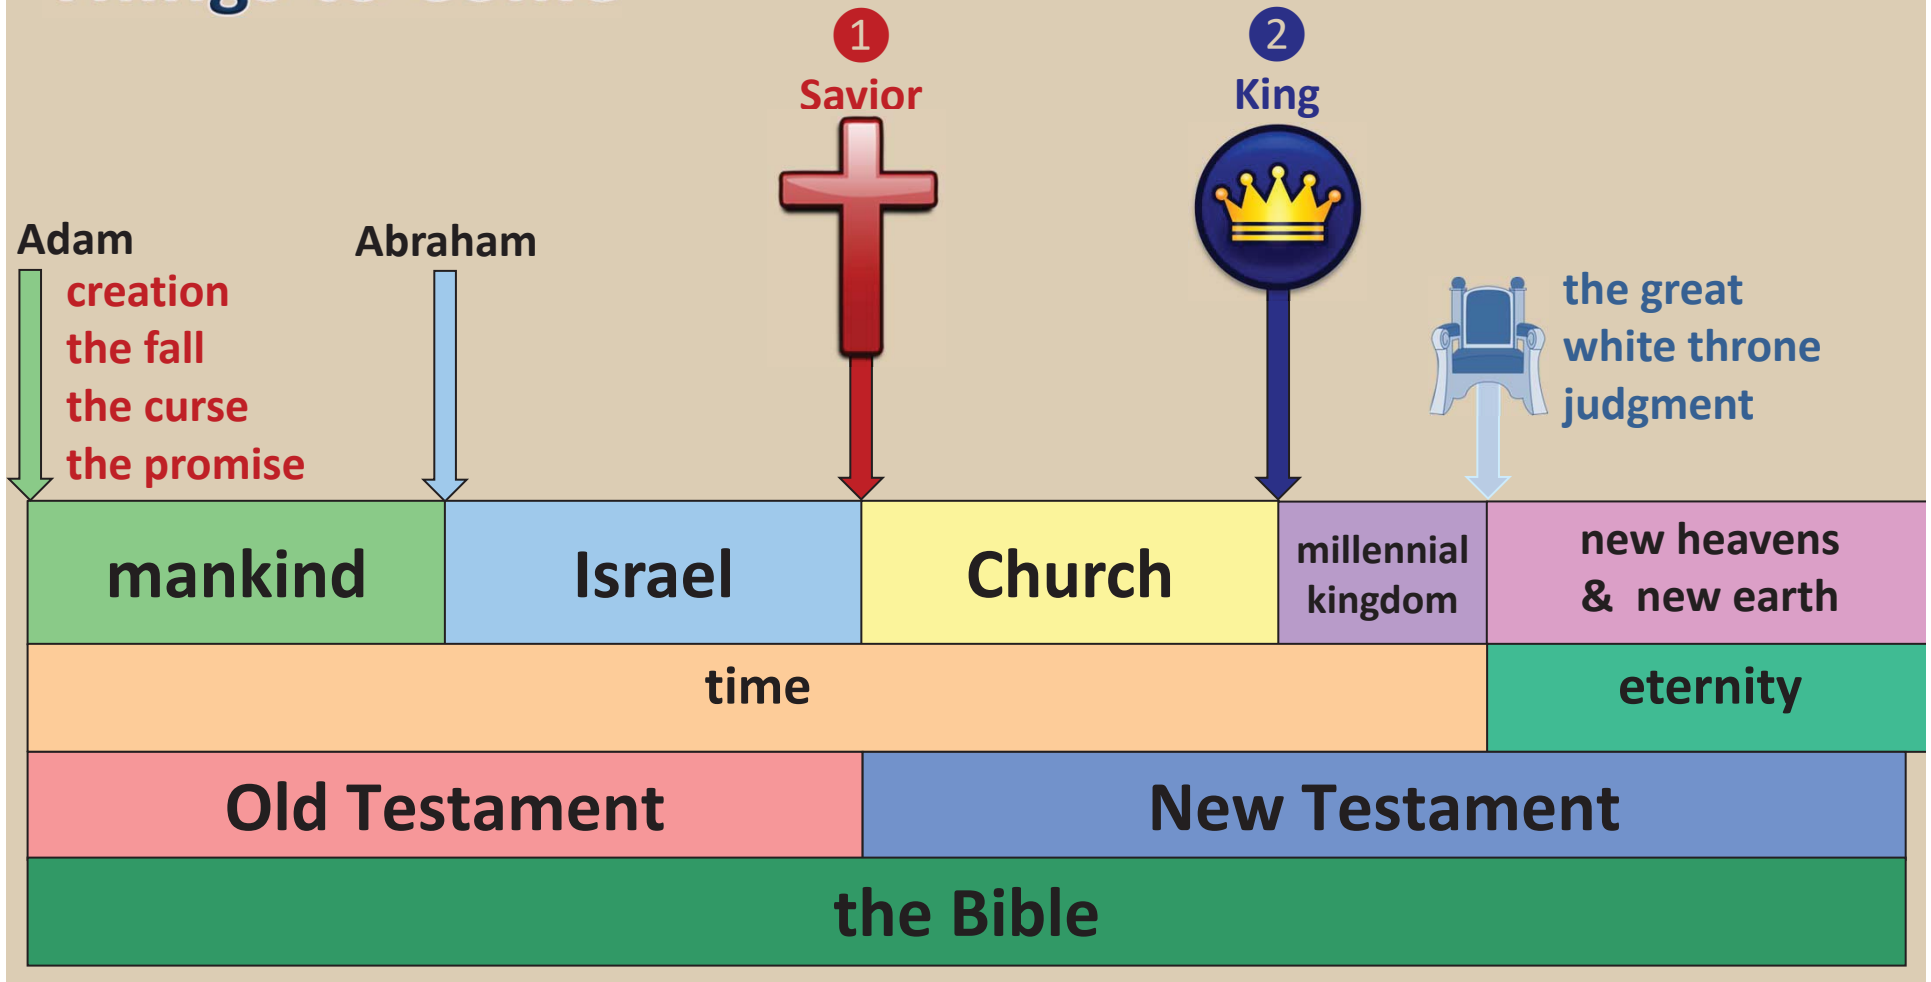 1
2
Savior
King
Adam
Abraham
creation
the fall
the curse
the promise
the great
white throne
judgment
mankind
Israel
Church
millennial
kingdom
new heavens
& new earth
time
eternity
Old Testament
New Testament
the Bible